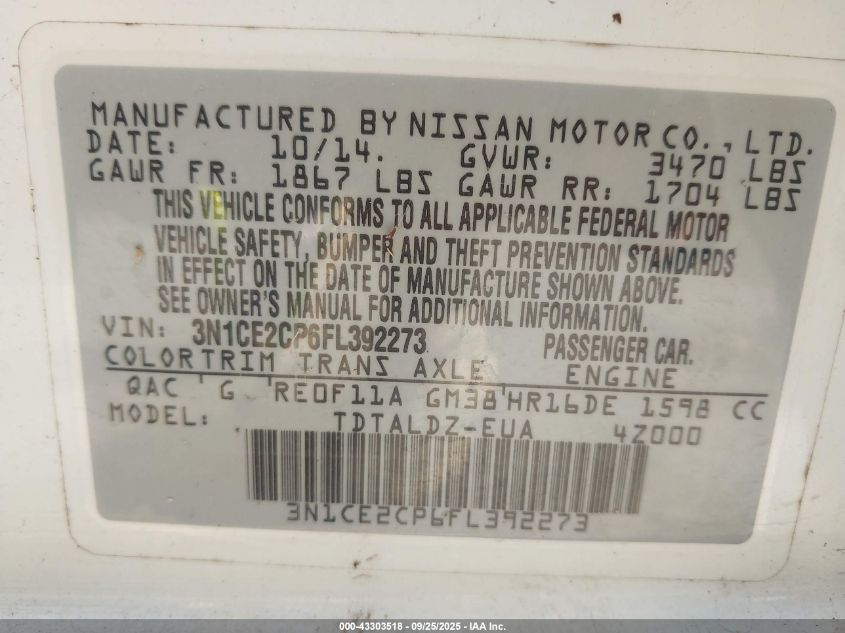 MANUFACTURED BY NISSAN MOTOR CO., LTD.
DATE: 10/14. GVWR: 3470 LBS
GAWR FR: 1867 LBS GAWR RR: 1704 LBS
THIS VEHICLE CONFORMS TO ALL APPLICABLE FEDERAL MOTOR
VEHICLE SAFETY, BUMPER AND THEFT PREVENTION STANDARDS
IN EFFECT ON THE DATE OF MANUFACTURE SHOWN ABOVE.
SEE OWNER'S MANUAL FOR ADDITIONAL INFORMATION.
VIN: 3N1CE2CP6FL392273 PASSENGER CAR.
COLORTRIM TRANS AXLE ENGINE
QAC ' G ' RE0F11A GM38'HR16DE 1598 CC
MODEL: TDTALDZ-EUA 4Z000
3N1CE2CP6FL392273
000-43303518 - 09/25/2025 - IAA Inc.